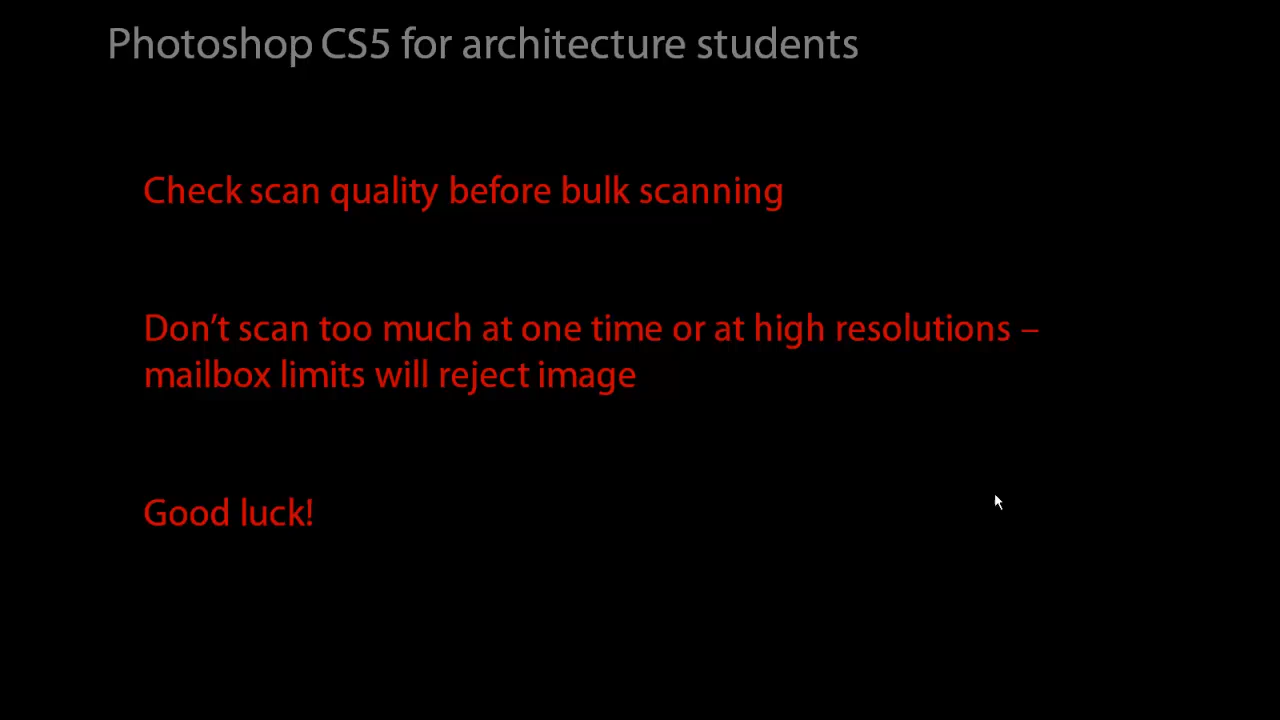 Photoshop CS5 for architecture students
Check scan quality before bulk scanning
Don’t scan too much at one time or at high resolutions –
mailbox limits will reject image
Good luck!